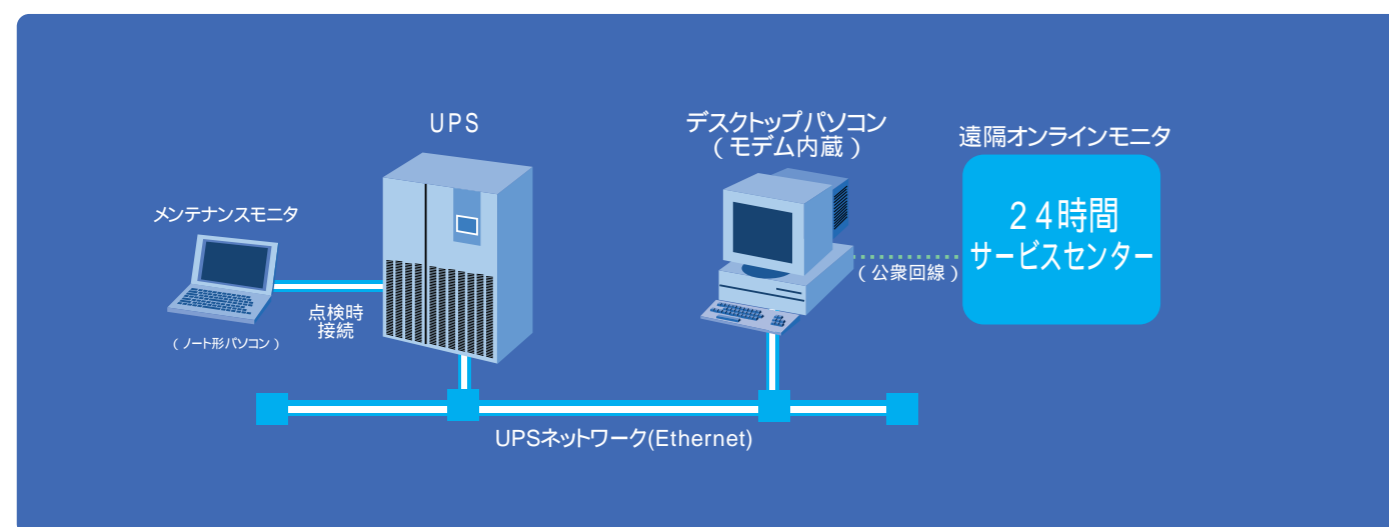 UPS
デスクトップパソコン
(モデム内蔵)
遠隔オンラインモニタ
メンテナンスモニタ
24時間
サービスセンター
(公衆回線)
点検時
接続
(ノート形パソコン)
UPSネットワーク(Ethernet)